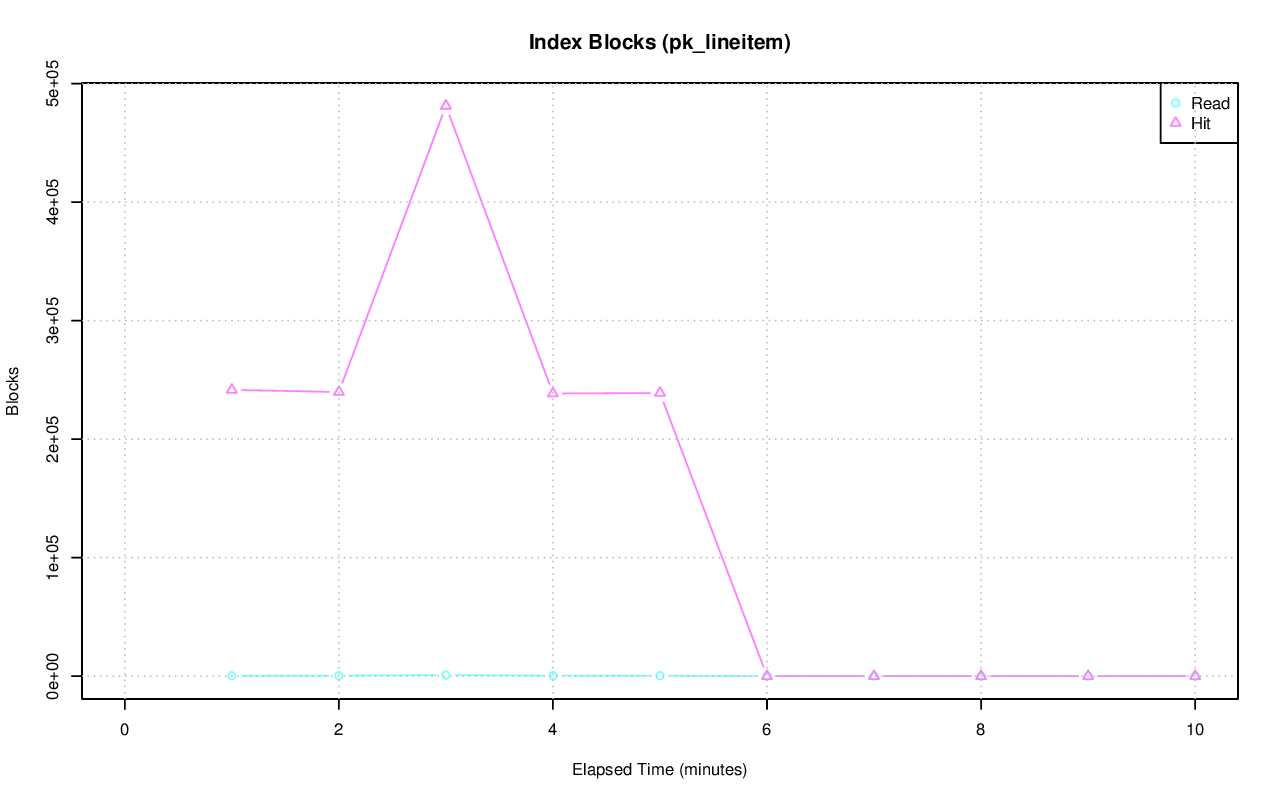 Index Blocks (pk_lineitem)
Read
Hit
Blocks
5e+05
4e+05
3e+05
2e+05
1e+05
0e+00
0 2 4 6 8 10
Elapsed Time (minutes)